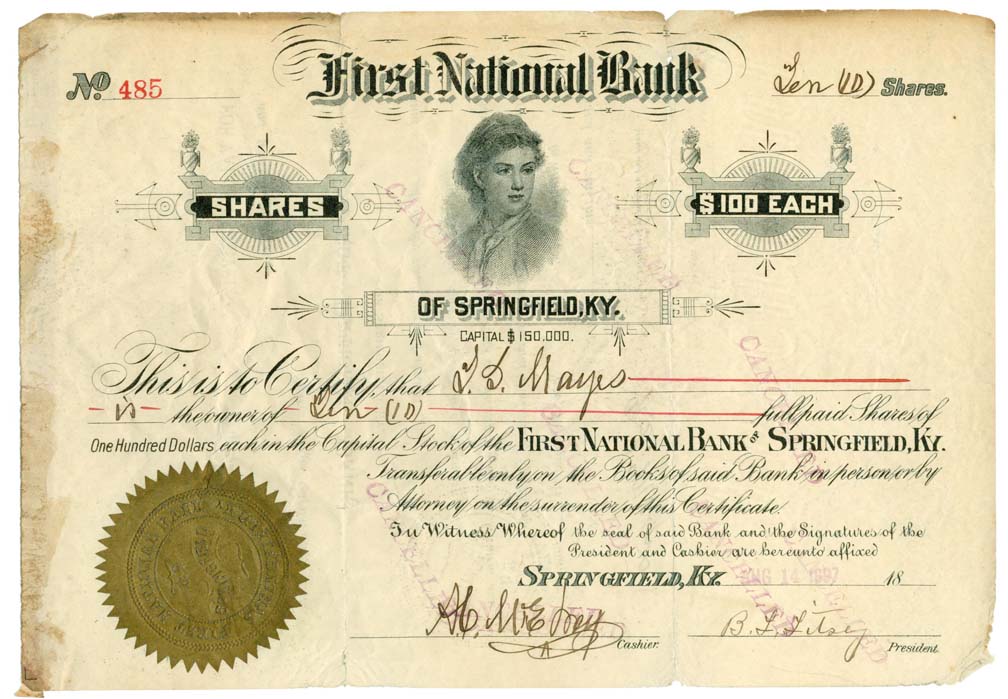 No 485
First National Bank
Ten (10) Shares.
SHARES
$100 EACH
OF SPRINGFIELD, KY.
CAPITAL $150.000.
This is to Certify, that Mayes
is the owner of Ten (10) full paid Shares of
One Hundred Dollars each in the Capital Stock of the FIRST NATIONAL BANK OF SPRINGFIELD, KY.
Transferable only on the Books of said Bank in person, or by
Attorney on the surrender of this Certificate.
In Witness Whereof the seal of said Bank and the Signatures of the
President and Cashier are hereunto affixed
SPRINGFIELD, KY. AUG 14 18
Cashier.
President.
CANCELLED